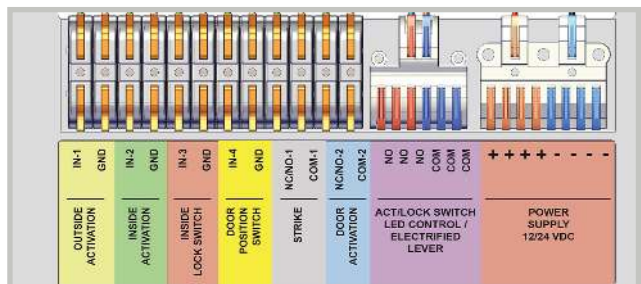 IN-1
GND
IN-2
GND
IN-3
GND
IN-4
GND
NC/NO-1
COM-1
NC/NO-2
COM-2
NO
NO
NO
COM
COM
COM
+ + + + - - - -
OUTSIDE
ACTIVATION
INSIDE
ACTIVATION
INSIDE
LOCK SWITCH
DOOR
POSITION
SWITCH
STRIKE
DOOR
ACTIVATION
ACT/LOCK SWITCH
LED CONTROL /
ELECTRIFIED
LEVER
POWER
SUPPLY
12/24 VDC